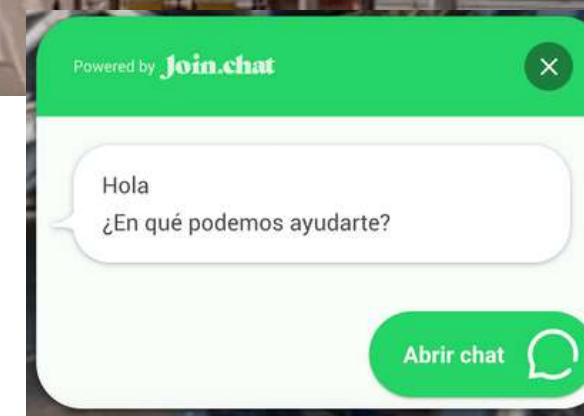 Powered by Join.chat
Hola
¿En qué podemos ayudarte?
Abrir chat